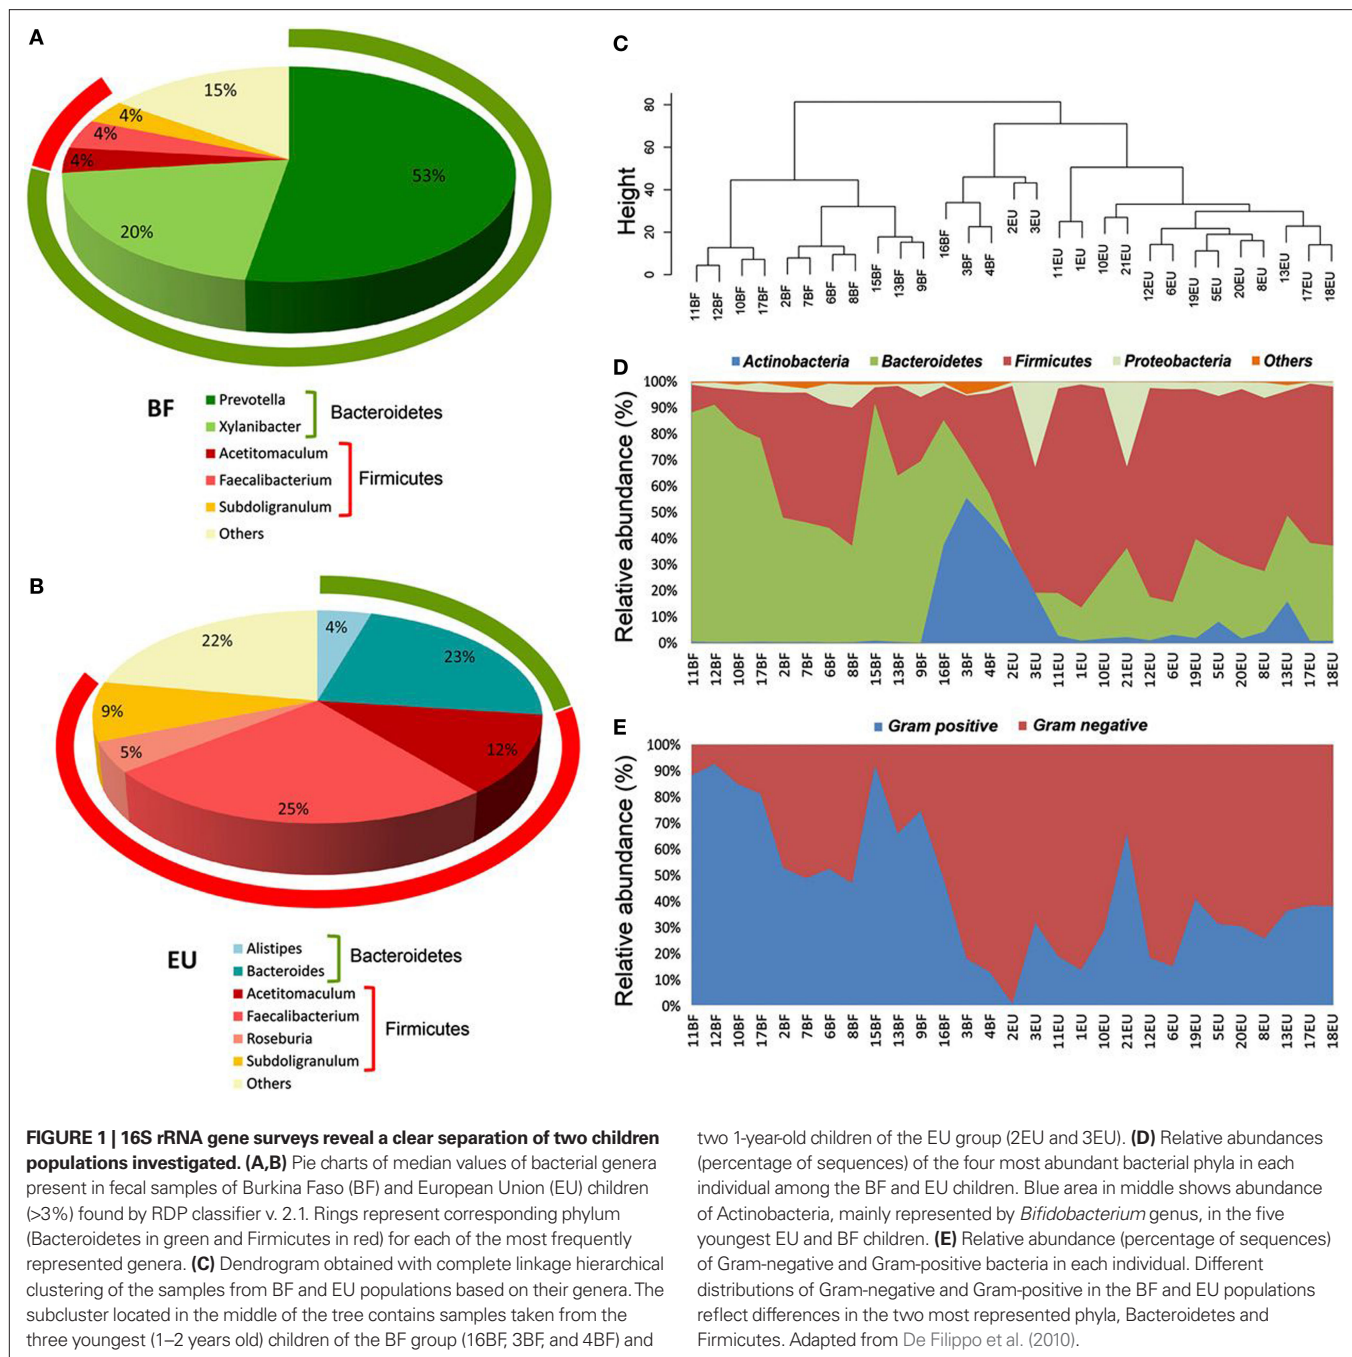 A
15%
4%
4%
4%
53%
20%
BF
Prevotella
Xylanibacter
Bacteroidetes
Acetitomaculum
Faecalibacterium
Subdoligranulum
Firmicutes
Others
B
4%
22%
23%
9%
5%
12%
25%
EU
Alistipes
Bacteroides
Bacteroidetes
Acetitomaculum
Faecalibacterium
Roseburia
Subdoligranulum
Firmicutes
Others
C
Height
80
60
40
20
0
11BF
12BF
10BF
17BF
2BF
7BF
6BF
8BF
15BF
13BF
9BF
16BF
3BF
4BF
2EU
3EU
11EU
1EU
10EU
21EU
12EU
6EU
19EU
5EU
20EU
8EU
13EU
17EU
18EU
D
Actinobacteria Bacteroidetes Firmicutes Proteobacteria Others
Relative abundance (%)
100%
90%
80%
70%
60%
50%
40%
30%
20%
10%
0%
11BF
12BF
10BF
17BF
2BF
7BF
6BF
8BF
15BF
13BF
9BF
16BF
3BF
4BF
2EU
3EU
11EU
1EU
10EU
21EU
12EU
6EU
19EU
5EU
20EU
8EU
13EU
17EU
18EU
E
Gram positive Gram negative
Relative abundance (%)
100%
90%
80%
70%
60%
50%
40%
30%
20%
10%
0%
11BF
12BF
10BF
17BF
2BF
7BF
6BF
8BF
15BF
13BF
9BF
16BF
3BF
4BF
2EU
3EU
11EU
1EU
10EU
21EU
12EU
6EU
19EU
5EU
20EU
8EU
13EU
17EU
18EU
FIGURE 1 | 16S rRNA gene surveys reveal a clear separation of two children
populations investigated. (A,B) Pie charts of median values of bacterial genera
present in fecal samples of Burkina Faso (BF) and European Union (EU) children
(>3%) found by RDP classifier v. 2.1. Rings represent corresponding phylum
(Bacteroidetes in green and Firmicutes in red) for each of the most frequently
represented genera. (C) Dendrogram obtained with complete linkage hierarchical
clustering of the samples from BF and EU populations based on their genera. The
subcluster located in the middle of the tree contains samples taken from the
three youngest (1–2 years old) children of the BF group (16BF, 3BF, and 4BF) and
two 1-year-old children of the EU group (2EU and 3EU). (D) Relative abundances
(percentage of sequences) of the four most abundant bacterial phyla in each
individual among the BF and EU children. Blue area in middle shows abundance
of Actinobacteria, mainly represented by Bifidobacterium genus, in the five
youngest EU and BF children. (E) Relative abundance (percentage of sequences)
of Gram-negative and Gram-positive bacteria in each individual. Different
distributions of Gram-negative and Gram-positive in the BF and EU populations
reflect differences in the two most represented phyla, Bacteroidetes and
Firmicutes. Adapted from De Filippo et al. (2010).